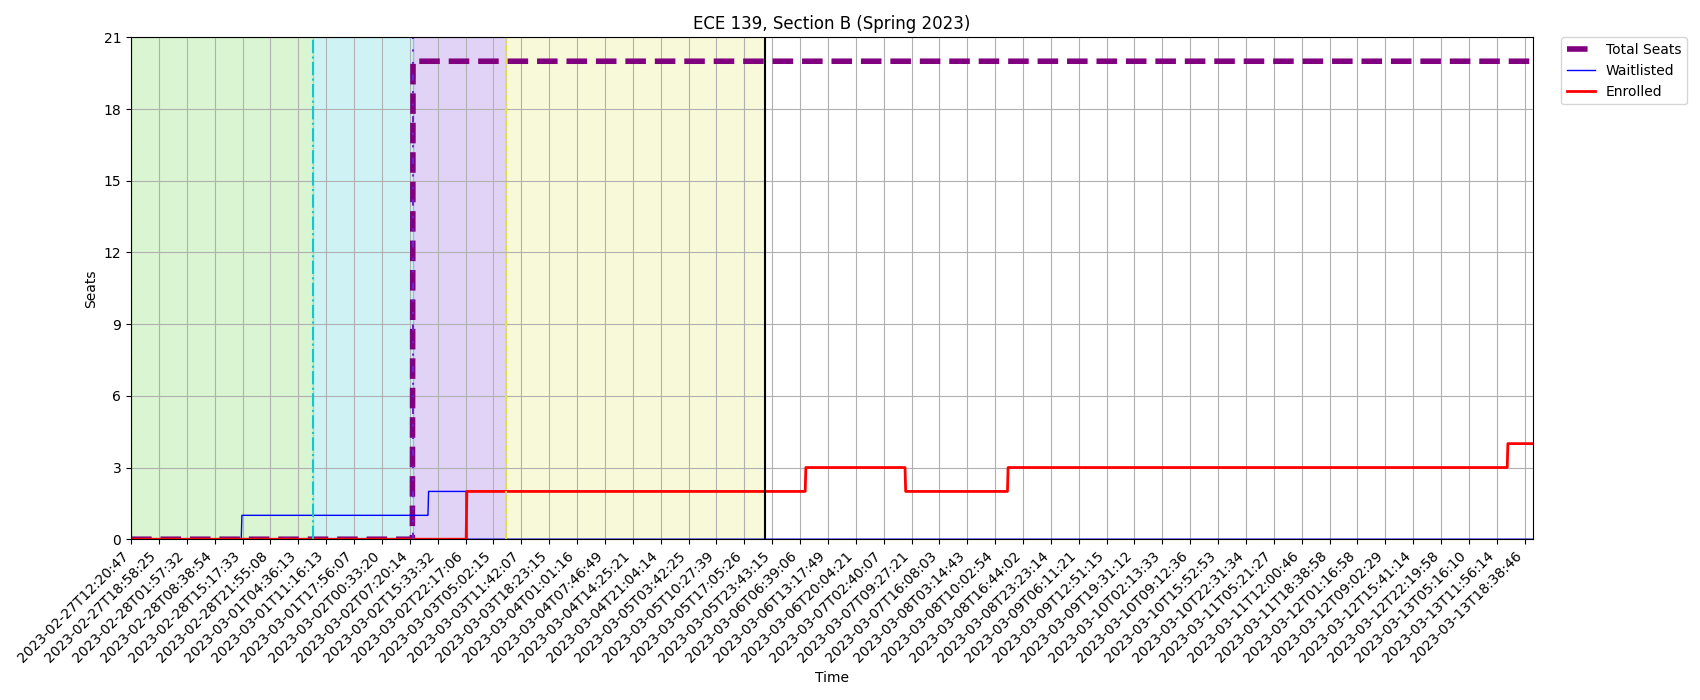 ECE 139, Section B (Spring 2023)
Total Seats
Waitlisted
Enrolled
21
18
15
12
9
6
3
0
Seats
2023-02-27T12:20:47
2023-02-27T18:58:25
2023-02-28T01:57:32
2023-02-28T08:38:54
2023-02-28T15:17:33
2023-02-28T21:55:08
2023-03-01T04:36:13
2023-03-01T11:16:13
2023-03-01T17:56:07
2023-03-02T00:33:20
2023-03-02T07:20:14
2023-03-02T15:33:32
2023-03-02T22:17:06
2023-03-03T05:02:15
2023-03-03T11:42:07
2023-03-03T18:23:15
2023-03-04T01:01:16
2023-03-04T07:46:49
2023-03-04T14:25:21
2023-03-04T21:04:14
2023-03-05T03:42:25
2023-03-05T10:27:39
2023-03-05T17:05:26
2023-03-05T23:43:15
2023-03-06T06:39:06
2023-03-06T13:17:49
2023-03-06T20:04:21
2023-03-07T02:40:07
2023-03-07T09:27:21
2023-03-07T16:08:03
2023-03-08T03:14:43
2023-03-08T10:02:54
2023-03-08T16:44:02
2023-03-08T23:23:14
2023-03-09T06:11:21
2023-03-09T12:51:15
2023-03-09T19:31:12
2023-03-10T02:13:33
2023-03-10T09:12:36
2023-03-10T15:52:53
2023-03-10T22:31:34
2023-03-11T05:21:27
2023-03-11T12:00:46
2023-03-11T18:38:58
2023-03-12T01:16:58
2023-03-12T09:02:29
2023-03-12T15:41:14
2023-03-12T22:19:58
2023-03-13T05:16:10
2023-03-13T11:56:14
2023-03-13T18:38:46
Time